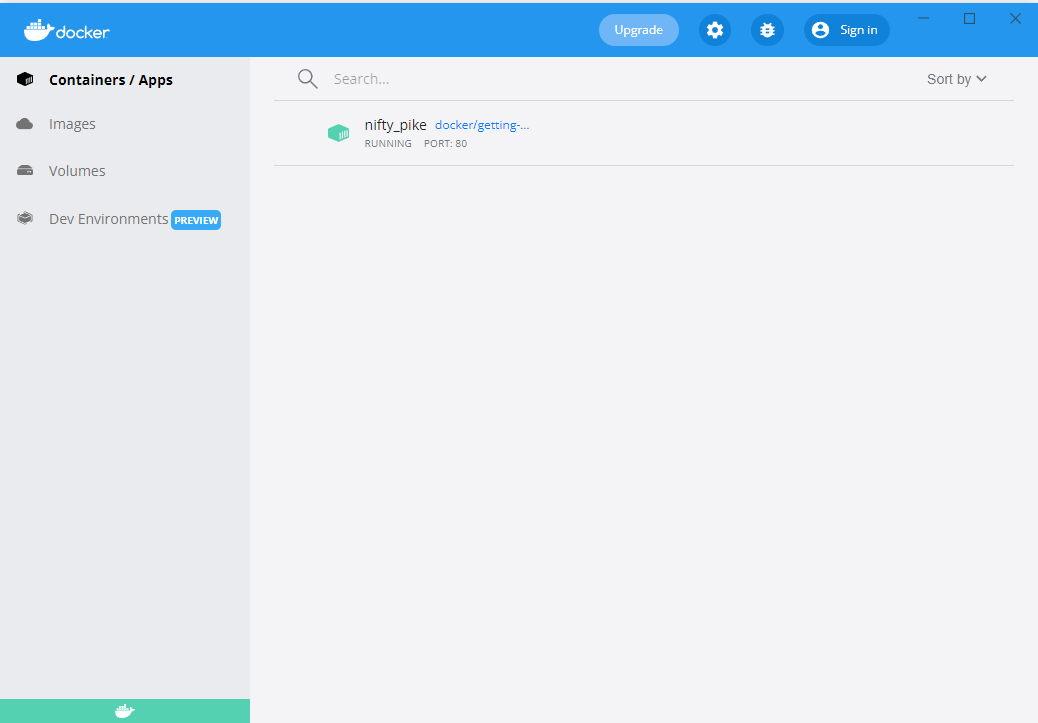 docker
Upgrade
Sign in
Containers / Apps
Images
Volumes
Dev Environments PREVIEW
Search...
Sort by
nifty_pike docker/getting-...
RUNNING PORT: 80